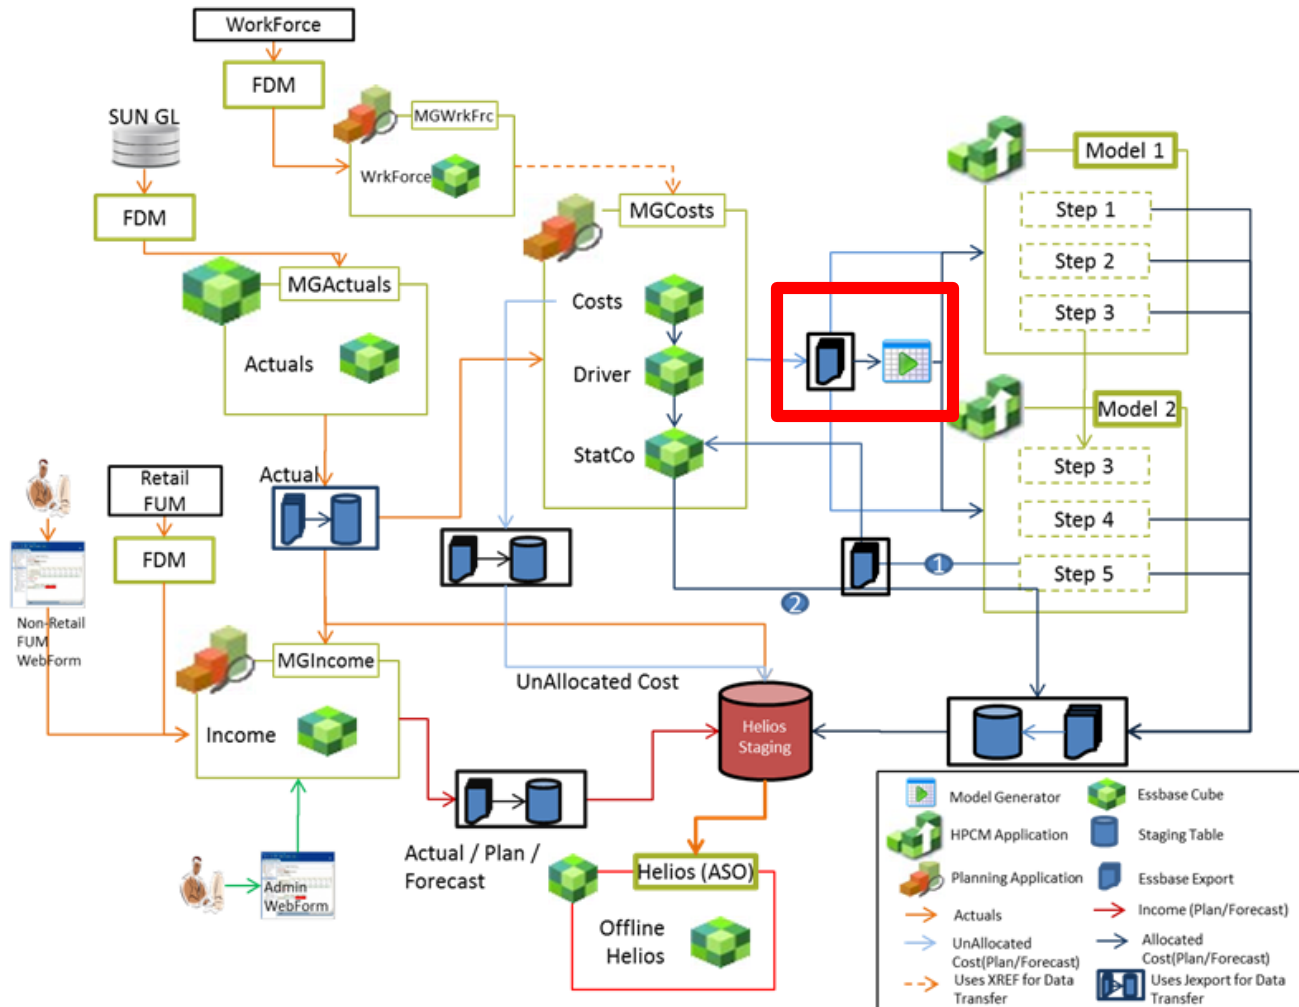 WorkForce
FDM
MGWrkFrc
WrkForce
SUN GL
FDM
MGActuals
Actuals
MGCosts
Costs
Driver
StatCo
Model 1
Step 1
Step 2
Step 3
Model 2
Step 3
Step 4
Step 5
1
2
Actual
Retail
FUM
FDM
Non-Retail
FUM
WebForm
MGIncome
Income
UnAllocated Cost
Helios
Staging
Actual / Plan /
Forecast
Admin
WebForm
Helios (ASO)
Offline
Helios
Model Generator
Essbase Cube
HPCM Application
Staging Table
Planning Application
Essbase Export
Actuals
Income (Plan/Forecast)
UnAllocated
Cost(Plan/Forecast)
Allocated
Cost(Plan/Forecast)
Uses XREF for Data
Transfer
Uses Jexport for Data
Transfer